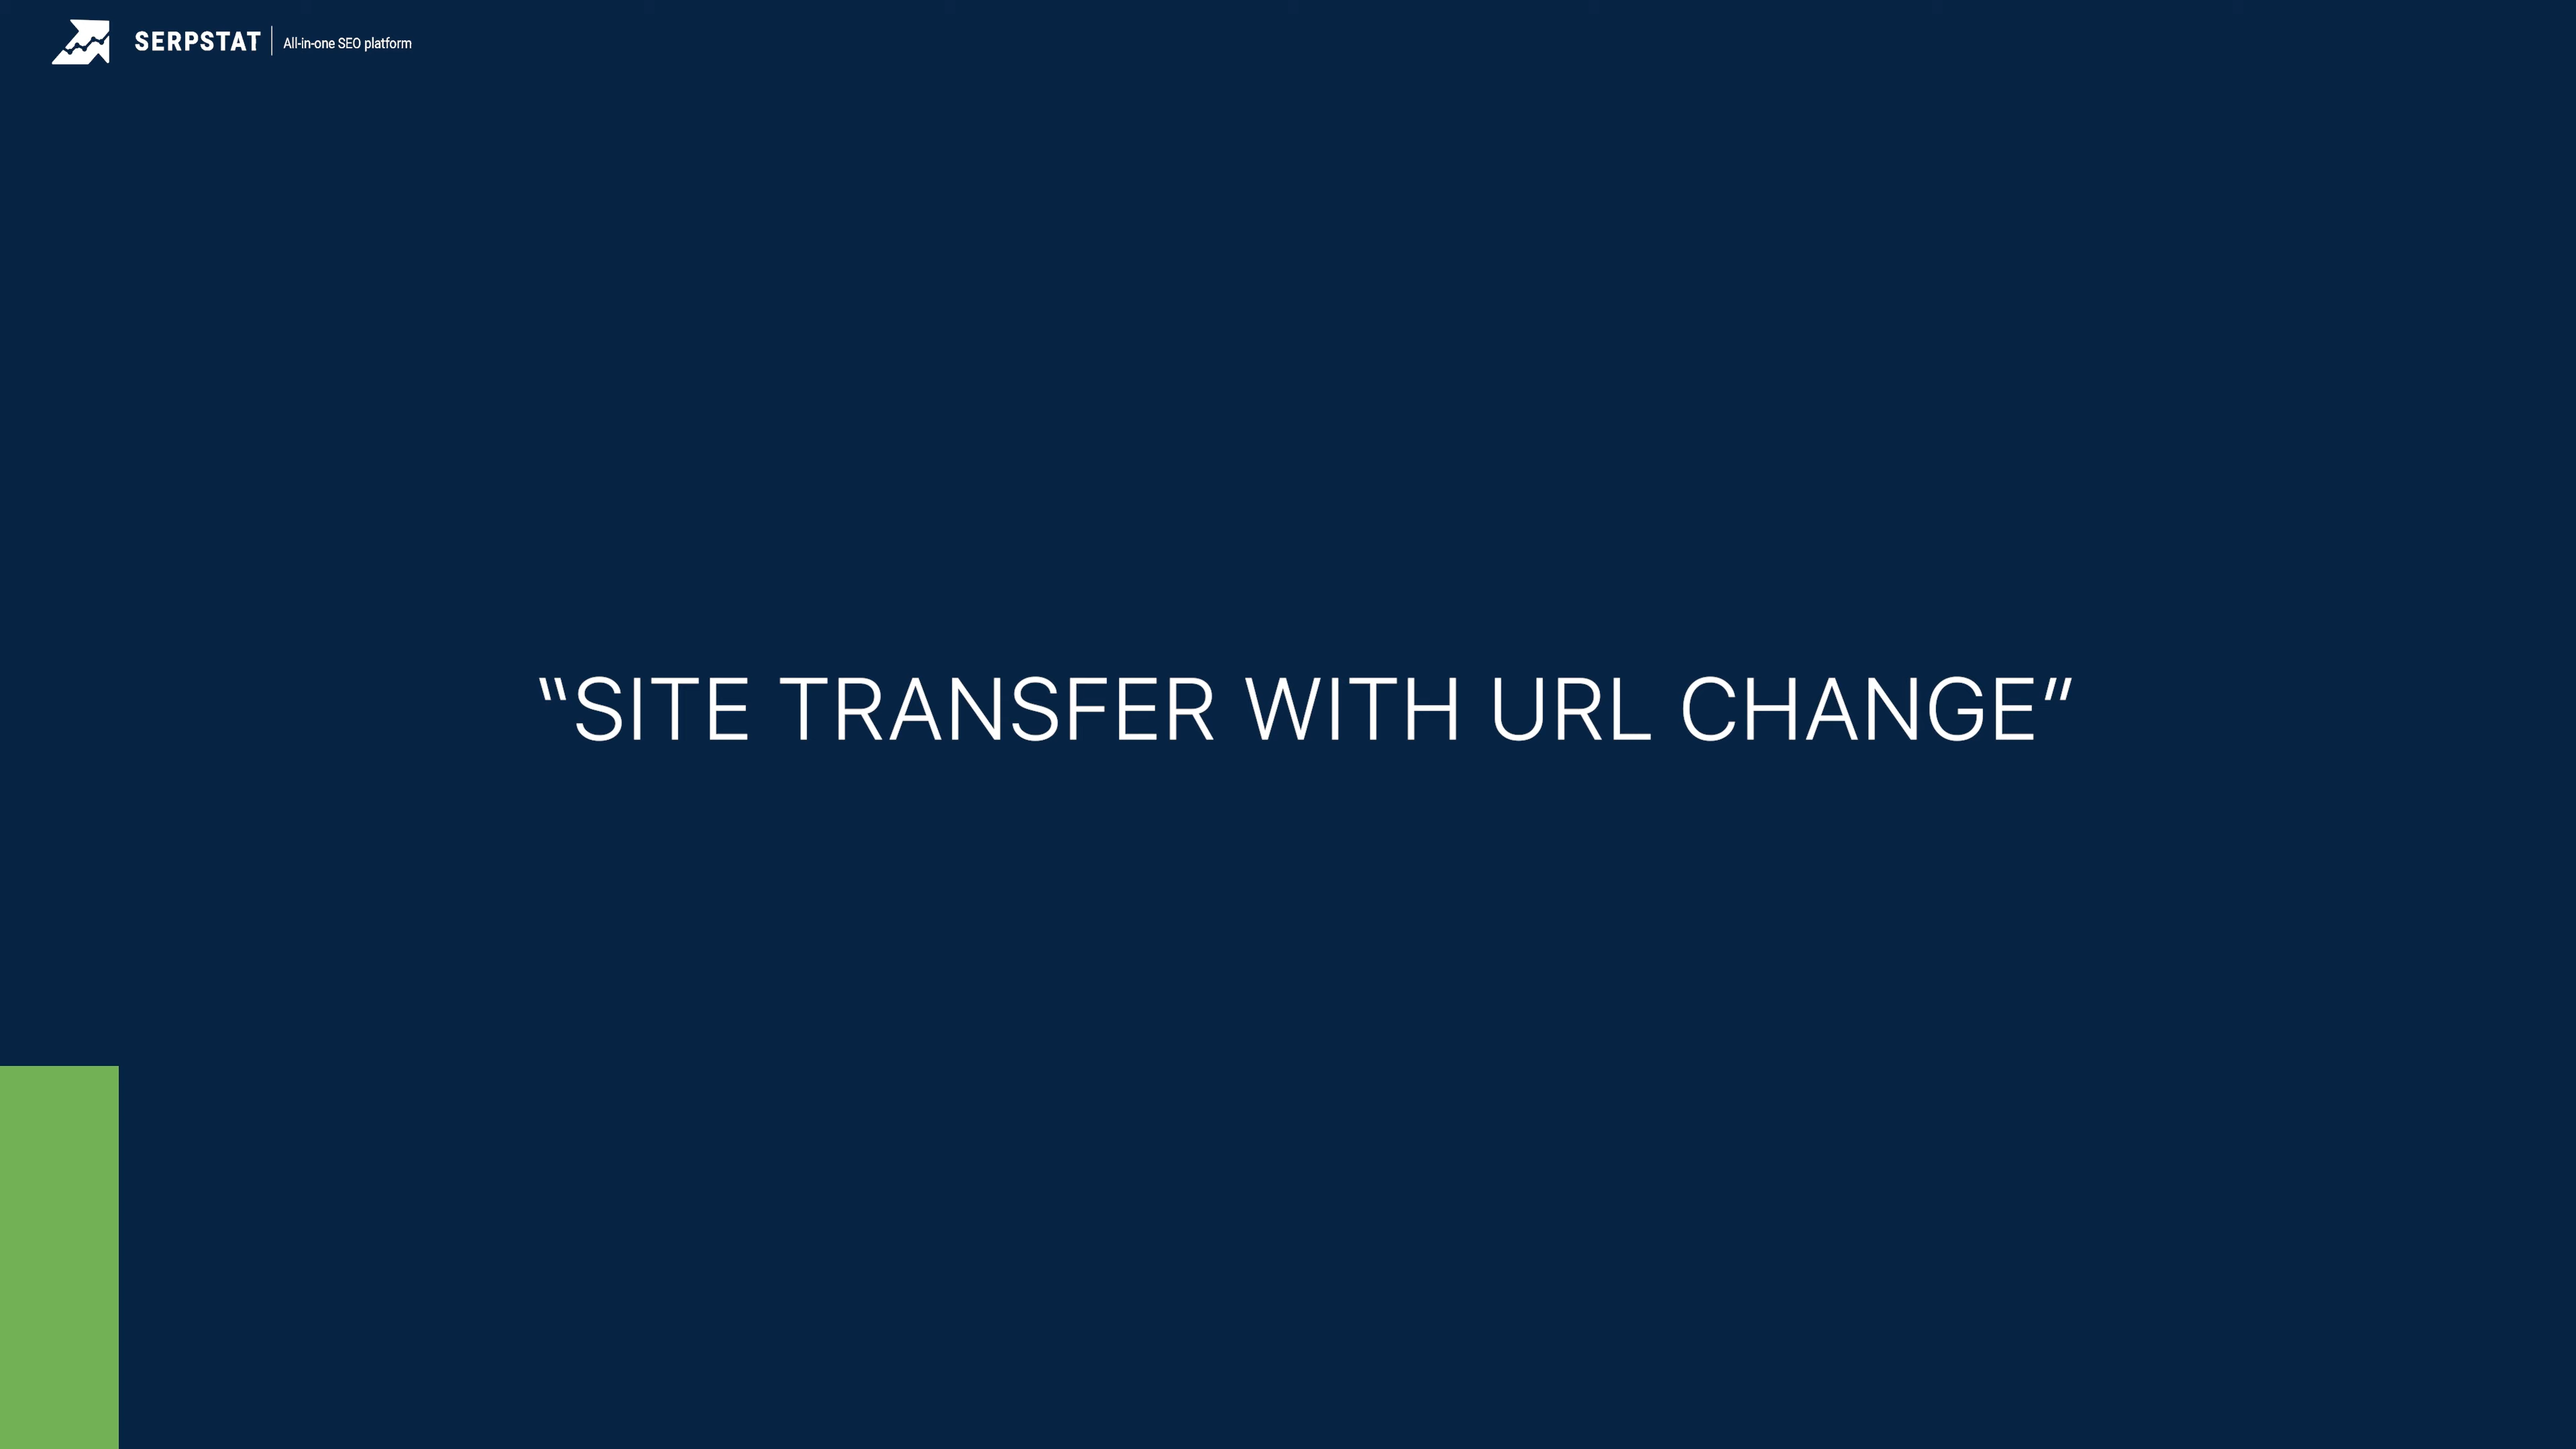 SERPSTAT All-in-one SEO platform
“SITE TRANSFER WITH URL CHANGE”